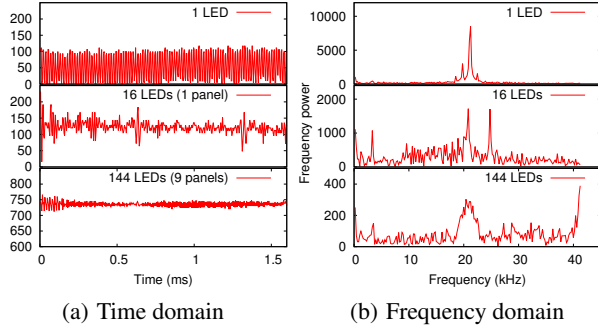 1 LED
250
200
150
100
50
0
16 LEDs (1 panel)
200
150
100
50
0
144 LEDs (9 panels)
800
750
700
650
600
0 0.5 1 1.5
Time (ms)
(a) Time domain
1 LED
10000
5000
0
16 LEDs
2000
1000
0
144 LEDs
400
200
0
Frequency power
0 10 20 30 40
Frequency (kHz)
(b) Frequency domain